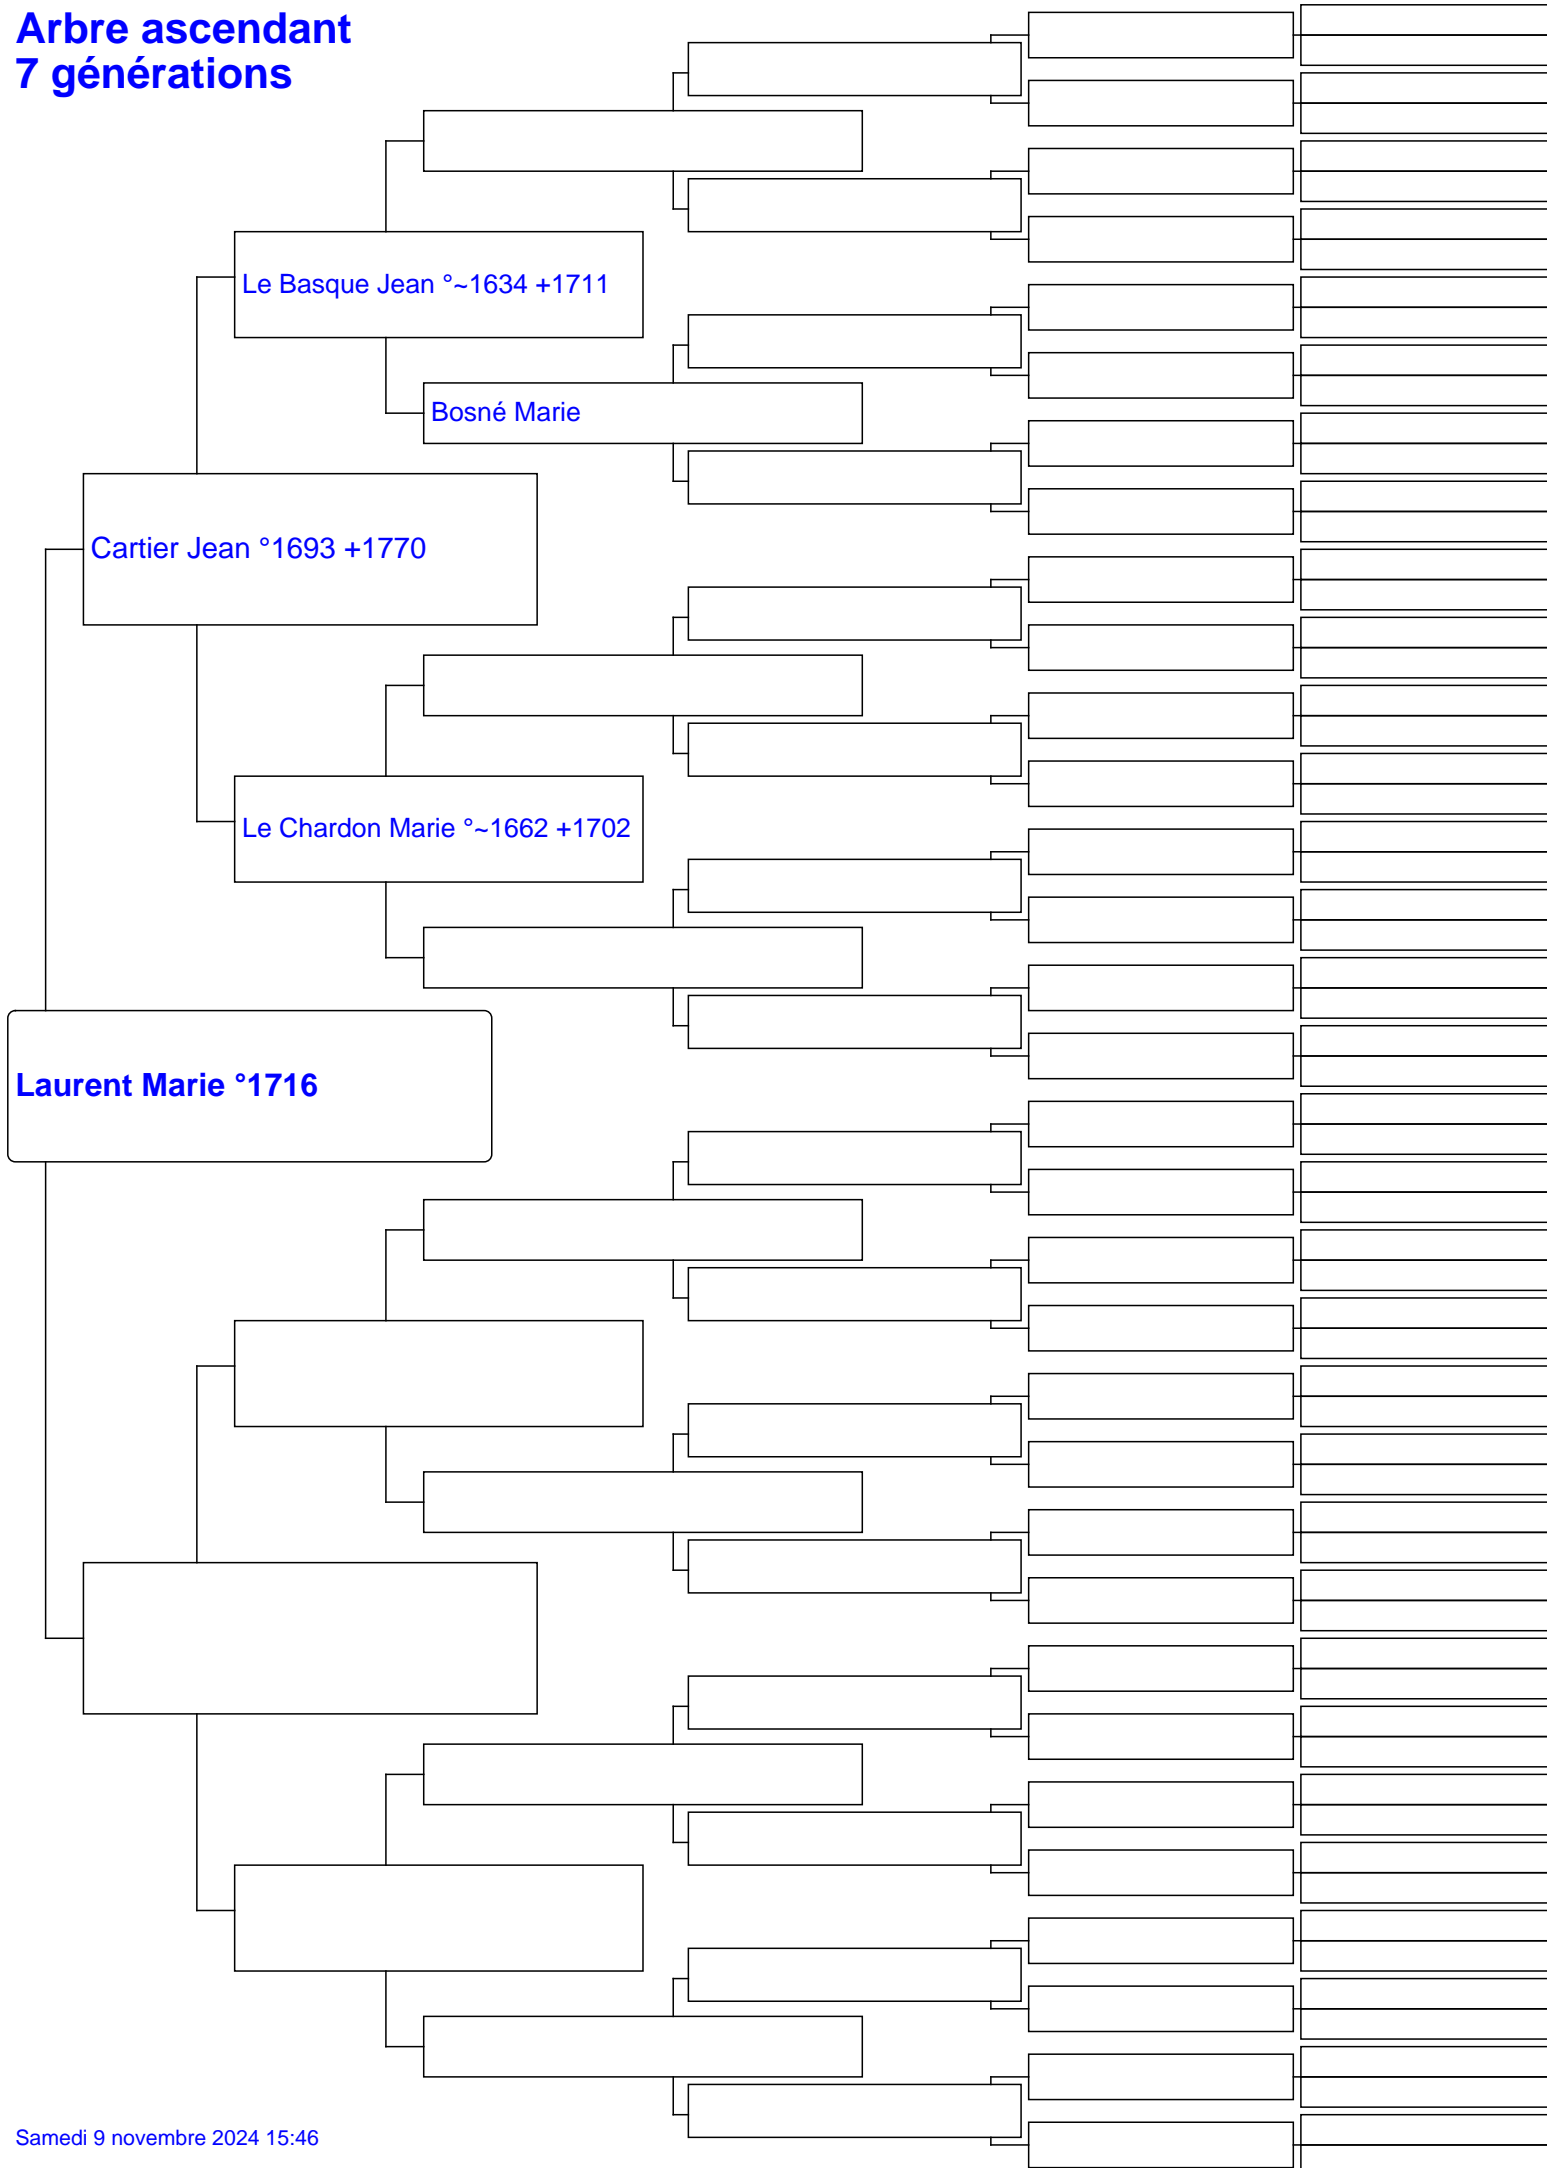 Arbre ascendant
7 générations
Le Basque Jean °~1634 +1711
Bosné Marie
Cartier Jean °1693 +1770
Le Chardon Marie °~1662 +1702
Laurent Marie °1716
Samedi 9 novembre 2024 15:46